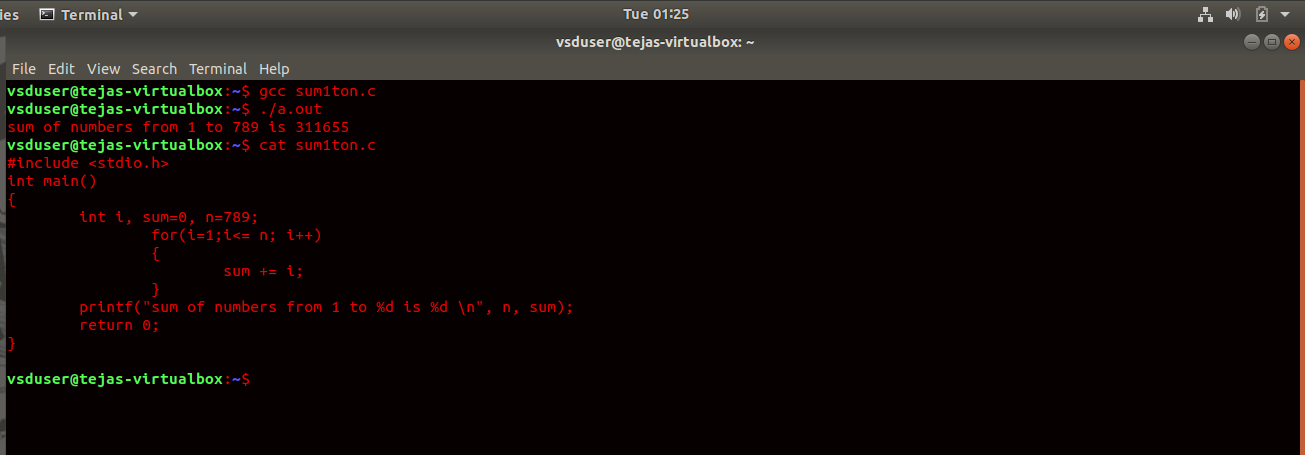 ies Terminal Tue 01:25
vsduser@tejas-virtualbox: ~
File Edit View Search Terminal Help
vsduser@tejas-virtualbox:~$ gcc sum1ton.c
vsduser@tejas-virtualbox:~$ ./a.out
sum of numbers from 1 to 789 is 311655
vsduser@tejas-virtualbox:~$ cat sum1ton.c
#include <stdio.h>
int main()
{
        int i, sum=0, n=789;
                for(i=1;i<= n; i++)
                {
                        sum += i;
                }
        printf("sum of numbers from 1 to %d is %d \n", n, sum);
        return 0;
}
vsduser@tejas-virtualbox:~$